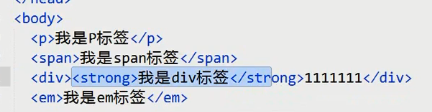 </head>
<body>
<p>我是P标签</p>
<span>我是span标签</span>
<div><strong>我是div标签</strong>1111111</div>
<em>我是em标签</em>